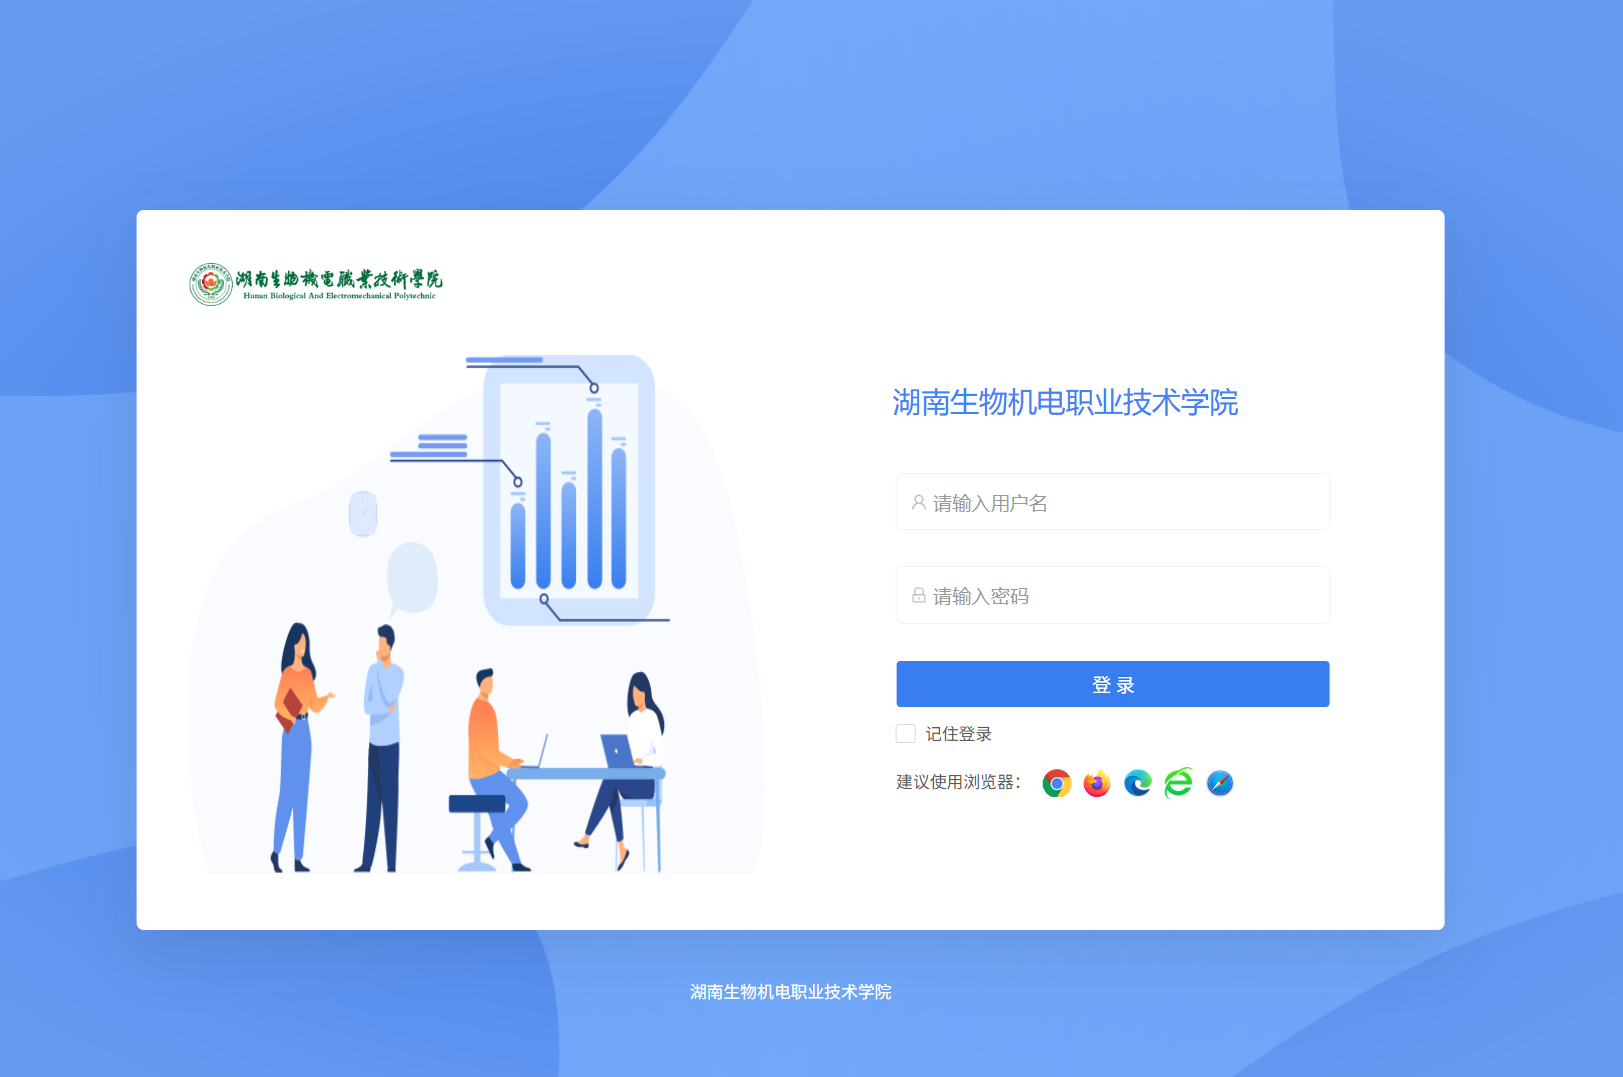 湖南生物機電職業技術學院
Hunan Biological And Electromechanical Polytechnic
湖南生物机电职业技术学院
请输入用户名
请输入密码
登 录
记住登录
建议使用浏览器：
湖南生物机电职业技术学院